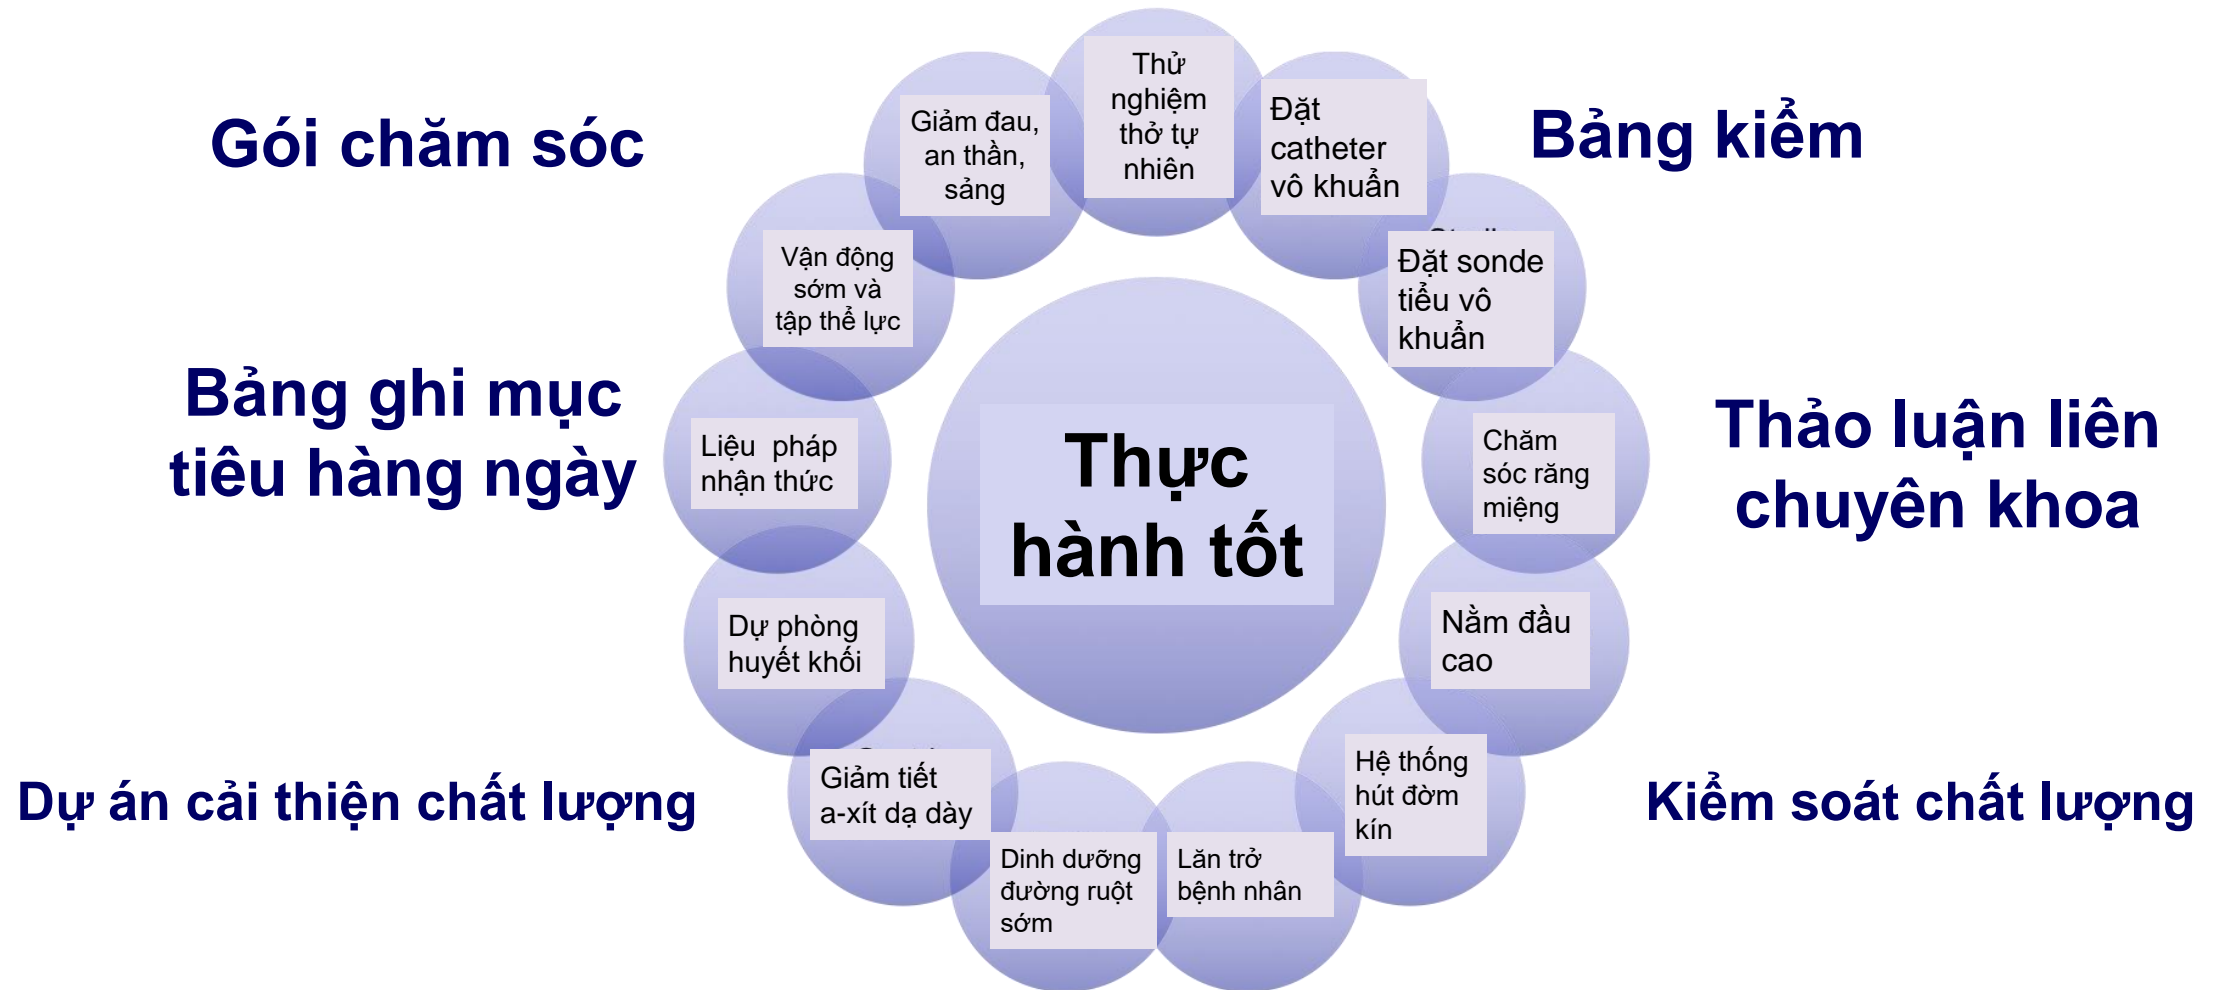 Gói chăm sóc
Bảng kiểm
Bảng ghi mục
tiêu hàng ngày
Thảo luận liên
chuyên khoa
Dự án cải thiện chất lượng
Kiểm soát chất lượng
Thực
hành tốt
Thử
nghiệm
thở tự
nhiên
Đặt
catheter
vô khuẩn
Đặt sonde
tiểu vô
khuẩn
Chăm
sóc răng
miệng
Nằm đầu
cao
Hệ thống
hút đờm
kín
Lăn trở
bệnh nhân
Dinh dưỡng
đường ruột
sớm
Giảm tiết
a-xít dạ dày
Dự phòng
huyết khối
Liệu pháp
nhận thức
Vận động
sớm và
tập thể lực
Giảm đau,
an thần,
sảng